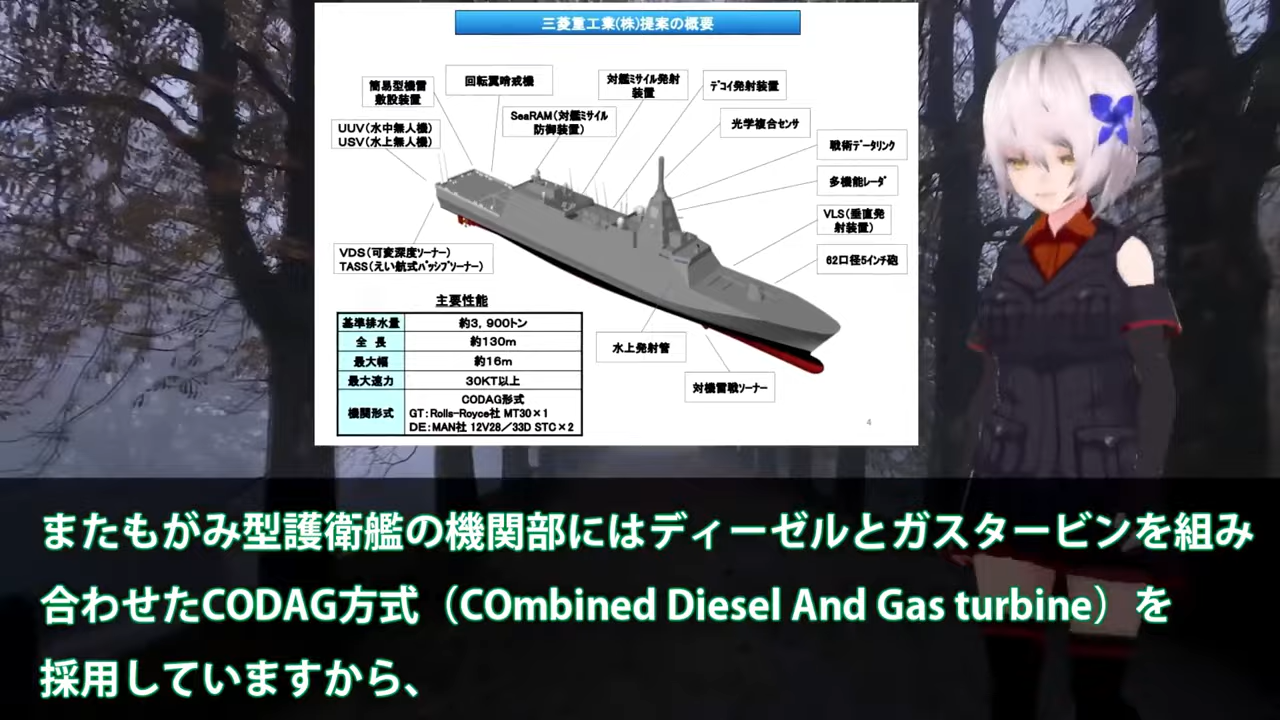 三菱重工業(株)提案の概要
簡易型機雷
敷設装置
回転翼哨戒機
対艦ﾐｻｲﾙ発射
装置
ﾃﾞｺｲ発射装置
UUV(水中無人機)
USV(水上無人機)
SeaRAM(対艦ﾐｻｲﾙ
防御装置)
光学複合ｾﾝｻ
戦術ﾃﾞｰﾀﾘﾝｸ
多機能ﾚｰﾀﾞ
VLS(垂直発
射装置)
62口径5ｲﾝﾁ砲
VDS(可変深度ｿｰﾅｰ)
TASS(えい航式ﾊﾟｯｼﾌﾞｿｰﾅｰ)
水上発射管
対機雷戦ｿｰﾅｰ
主要性能
基準排水量 約3，900トン
全 長 約130m
最大幅 約16m
最大速力 30KT以上
機関形式 CODAG形式
GT：Rolls-Royce社 MT30×1
DE：MAN社 12V28／33D STC×2
4
またもがみ型護衛艦の機関部にはディーゼルとガスタービンを組み
合わせたCODAG方式（COmbined Diesel And Gas turbine）を
採用していますから、